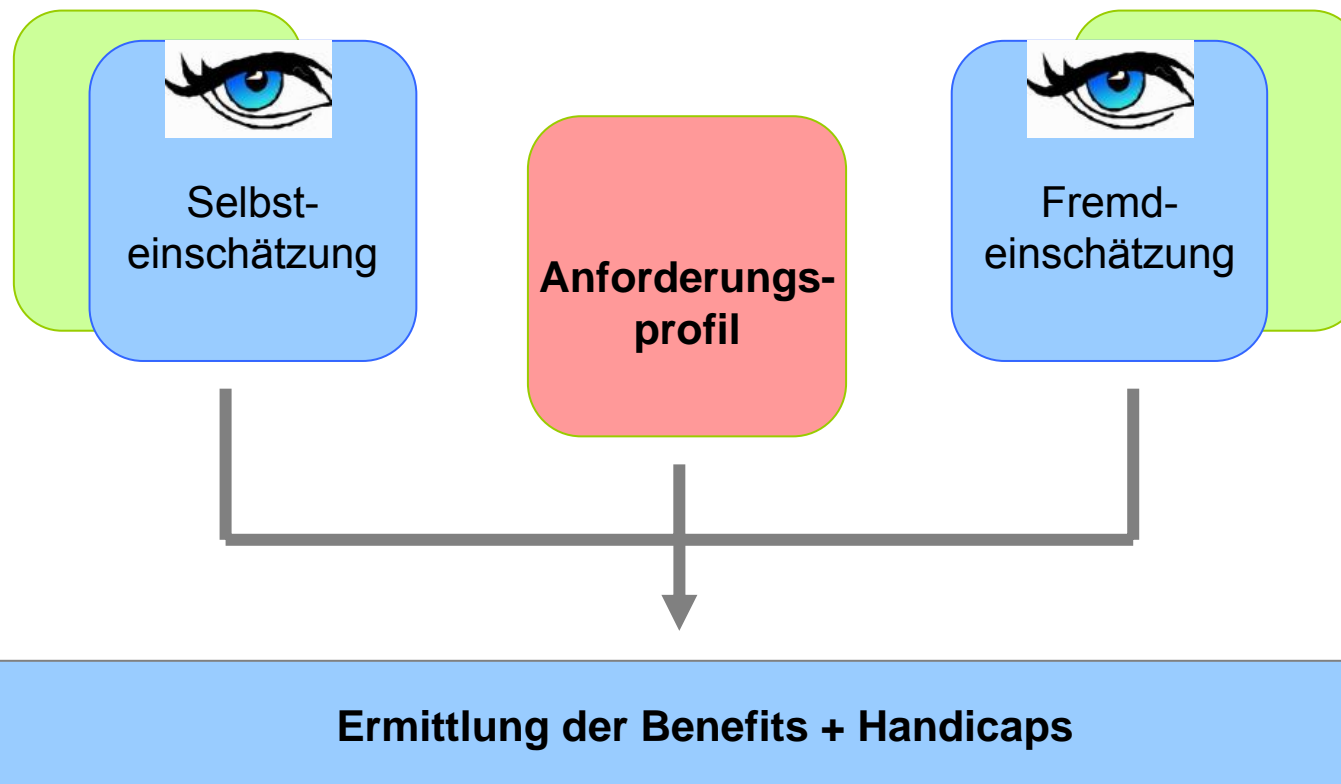 Selbst-
einschätzung
Anforderungs-
profil
Fremd-
einschätzung
Ermittlung der Benefits + Handicaps